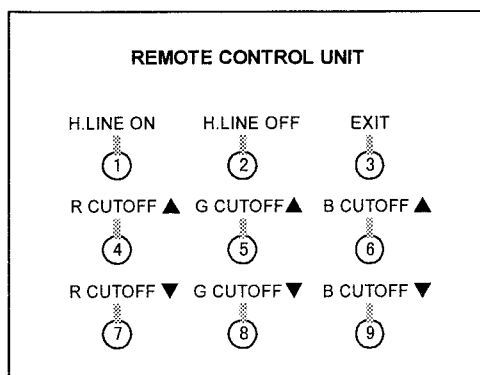 REMOTE CONTROL UNIT
H.LINE ON H.LINE OFF EXIT
1 2 3
R CUTOFF ▲ G CUTOFF ▲ B CUTOFF ▲
4 5 6
R CUTOFF ▼ G CUTOFF ▼ B CUTOFF ▼
7 8 9